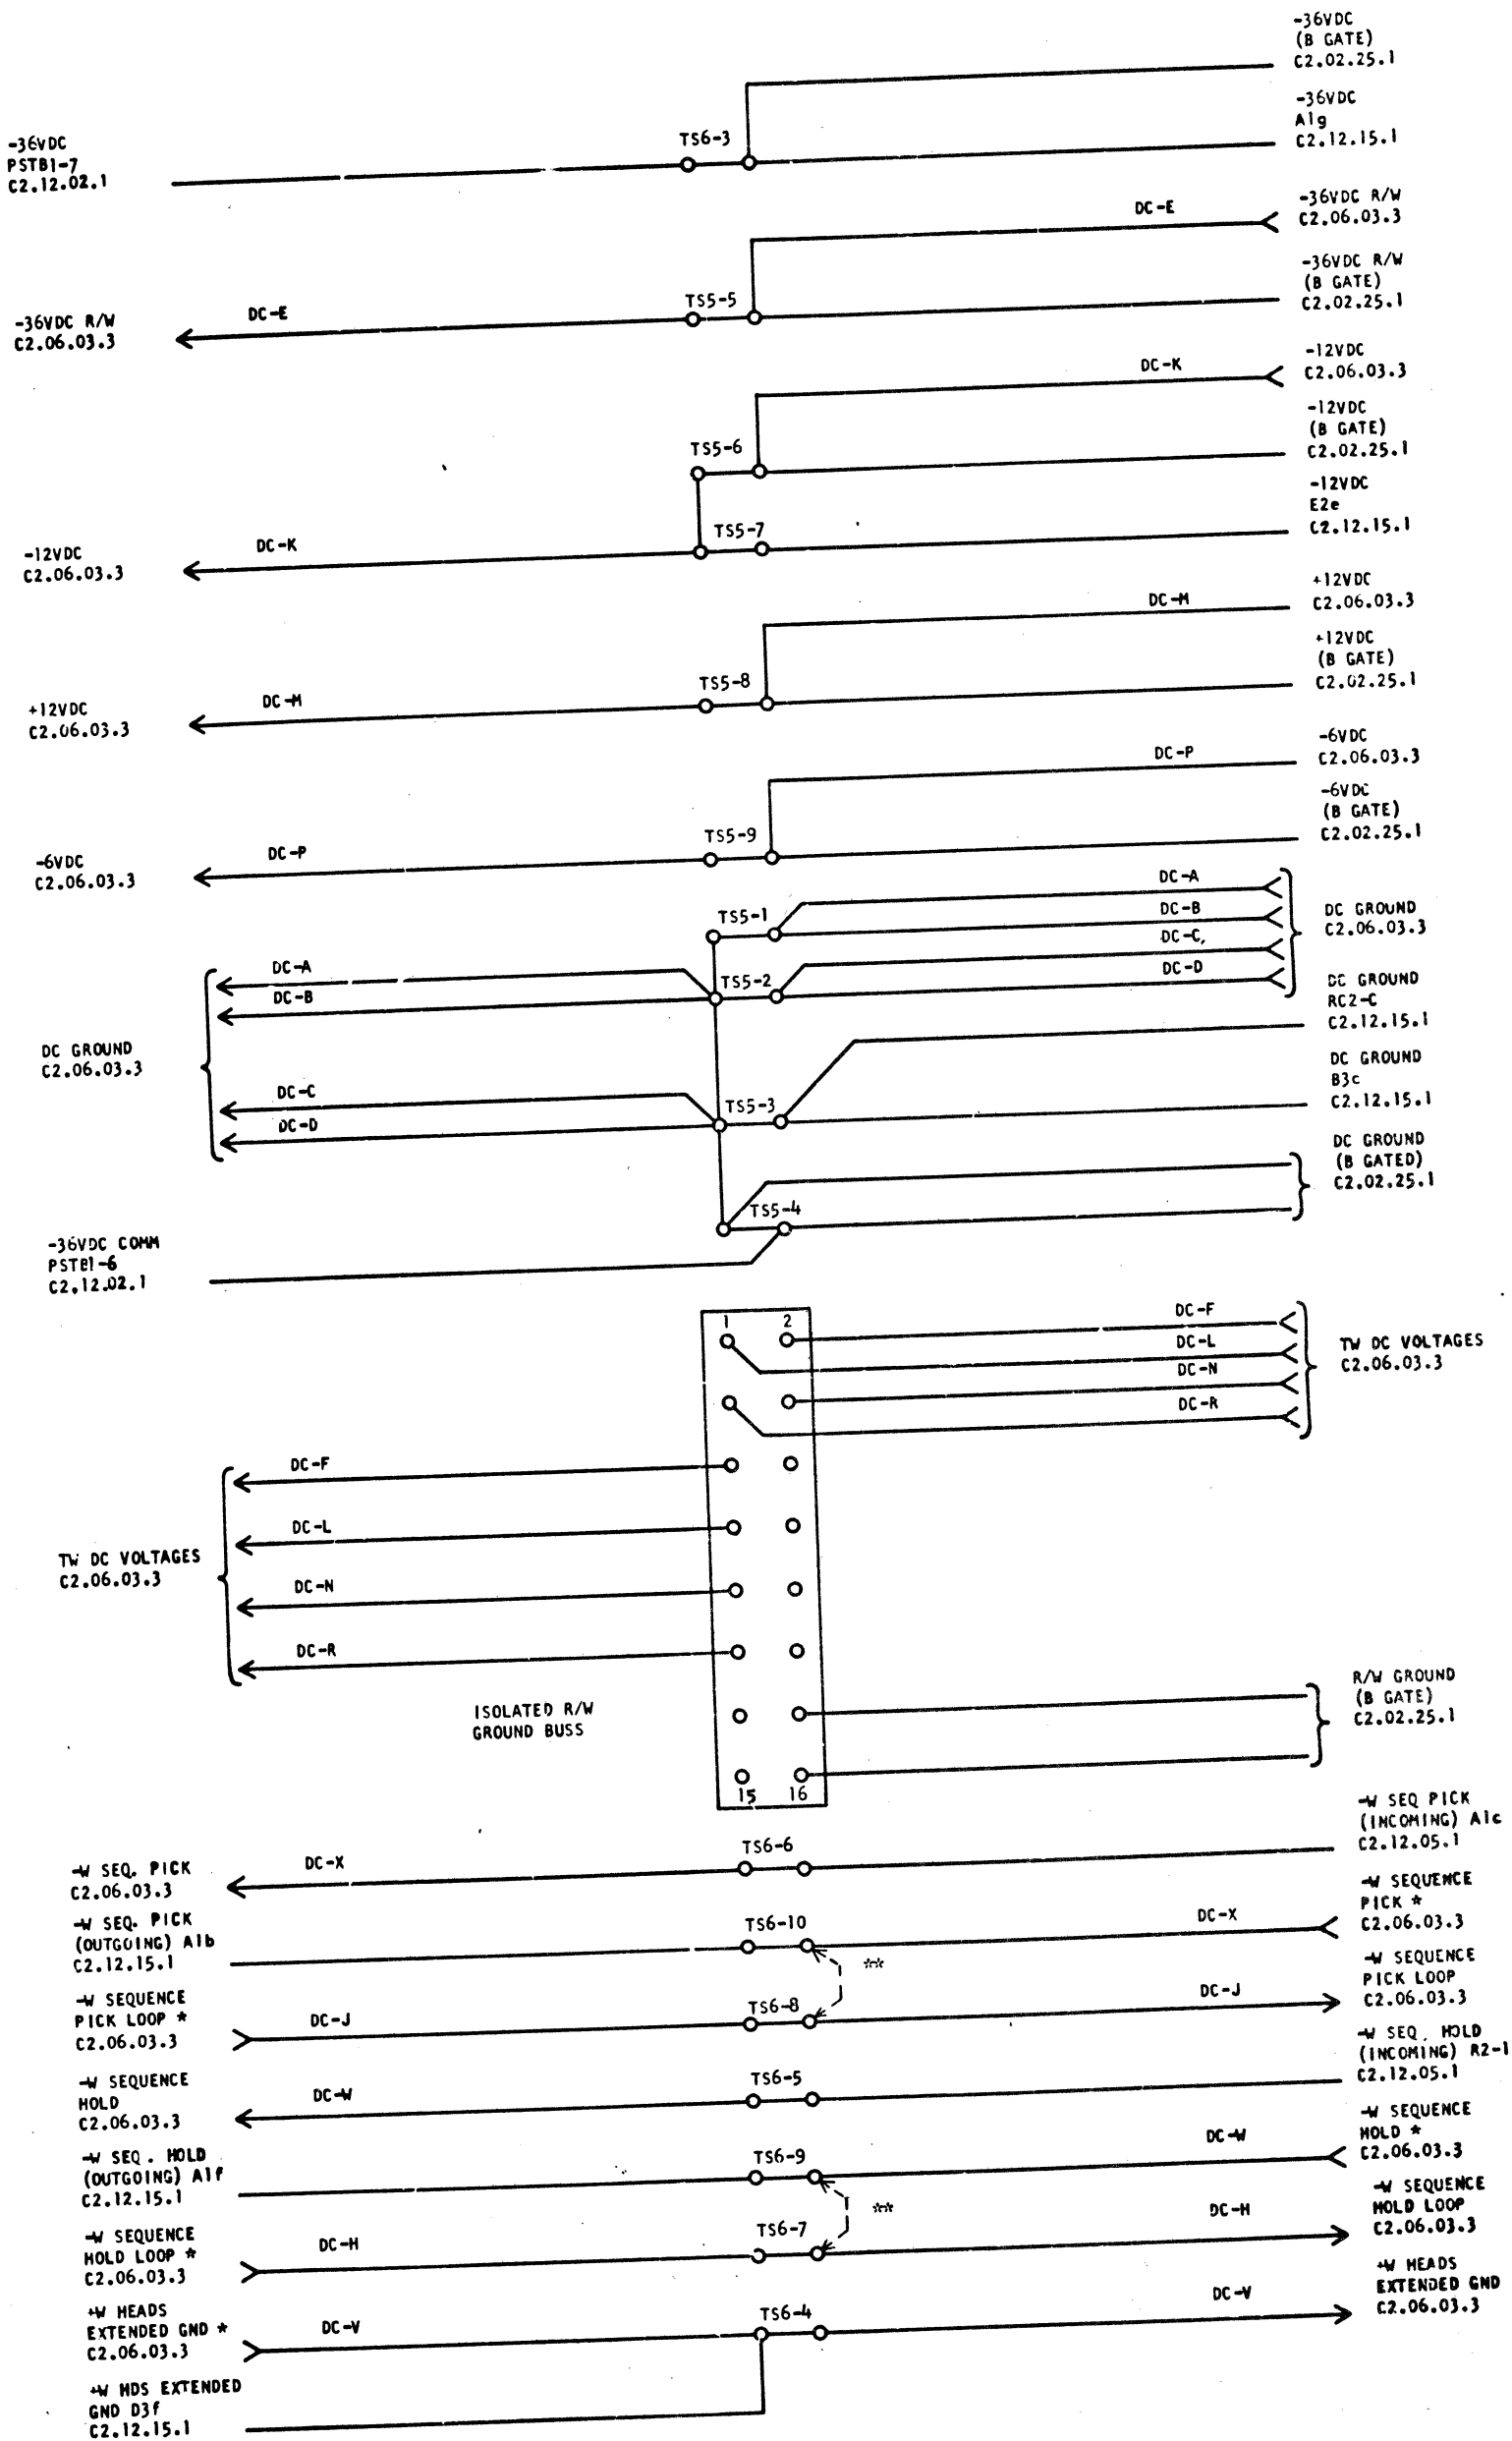 -36VDC
(B GATE)
C2.02.25.1
-36VDC
A1g
C2.12.15.1
TS6-3
-36VDC
PSTB1-7
C2.12.02.1
-36VDC R/W
C2.06.03.3
DC-E
-36VDC R/W
(B GATE)
C2.02.25.1
TS5-5
DC-E
-36VDC R/W
C2.06.03.3
-12VDC
C2.06.03.3
DC-K
-12VDC
(B GATE)
C2.02.25.1
TS5-6
-12VDC
E2e
C2.12.15.1
TS5-7
DC-K
-12VDC
C2.06.03.3
+12VDC
C2.06.03.3
DC-M
+12VDC
(B GATE)
C2.02.25.1
TS5-8
DC-M
+12VDC
C2.06.03.3
-6VDC
C2.06.03.3
DC-P
-6VDC
(B GATE)
C2.02.25.1
TS5-9
DC-P
-6VDC
C2.06.03.3
DC-A
TS5-1
DC-B
DC GROUND
C2.06.03.3
DC-C,
DC-A
TS5-2
DC-D
DC-B
DC GROUND
RC2-C
C2.12.15.1
DC GROUND
C2.06.03.3
DC GROUND
B3c
C2.12.15.1
DC-C
TS5-3
DC-D
DC GROUND
(B GATED)
C2.02.25.1
TS5-4
-36VDC COMM
PSTB1-6
C2.12.02.1
1 2
DC-F
DC-L
DC-N
DC-R
TW DC VOLTAGES
C2.06.03.3
DC-F
DC-L
TW DC VOLTAGES
C2.06.03.3
DC-N
DC-R
ISOLATED R/W
GROUND BUSS
R/W GROUND
(B GATE)
C2.02.25.1
15 16
-W SEQ PICK
(INCOMING) A1c
C2.12.05.1
TS6-6
DC-X
-W SEQ. PICK
C2.06.03.3
-W SEQUENCE
PICK *
C2.06.03.3
DC-X
TS6-10
-W SEQ. PICK
(OUTGOING) A1b
C2.12.15.1
**
-W SEQUENCE
PICK LOOP
C2.06.03.3
DC-J
TS6-8
DC-J
-W SEQUENCE
PICK LOOP *
C2.06.03.3
-W SEQ. HOLD
(INCOMING) R2-1
C2.12.05.1
TS6-5
DC-W
-W SEQUENCE
HOLD
C2.06.03.3
-W SEQUENCE
HOLD *
C2.06.03.3
DC-W
TS6-9
-W SEQ. HOLD
(OUTGOING) A1f
C2.12.15.1
**
-W SEQUENCE
HOLD LOOP
C2.06.03.3
DC-H
TS6-7
DC-H
-W SEQUENCE
HOLD LOOP *
C2.06.03.3
+W HEADS
EXTENDED GND
C2.06.03.3
DC-V
TS6-4
DC-V
+W HEADS
EXTENDED GND *
C2.06.03.3
+W HDS EXTENDED
GND D3f
C2.12.15.1